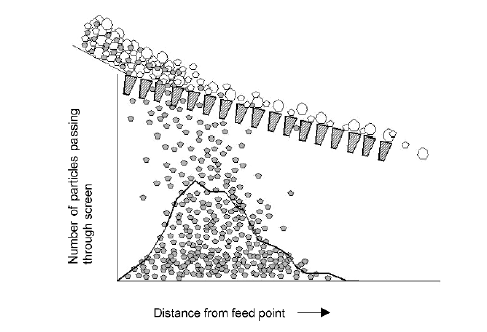 Number of particles passing
through screen
Distance from feed point